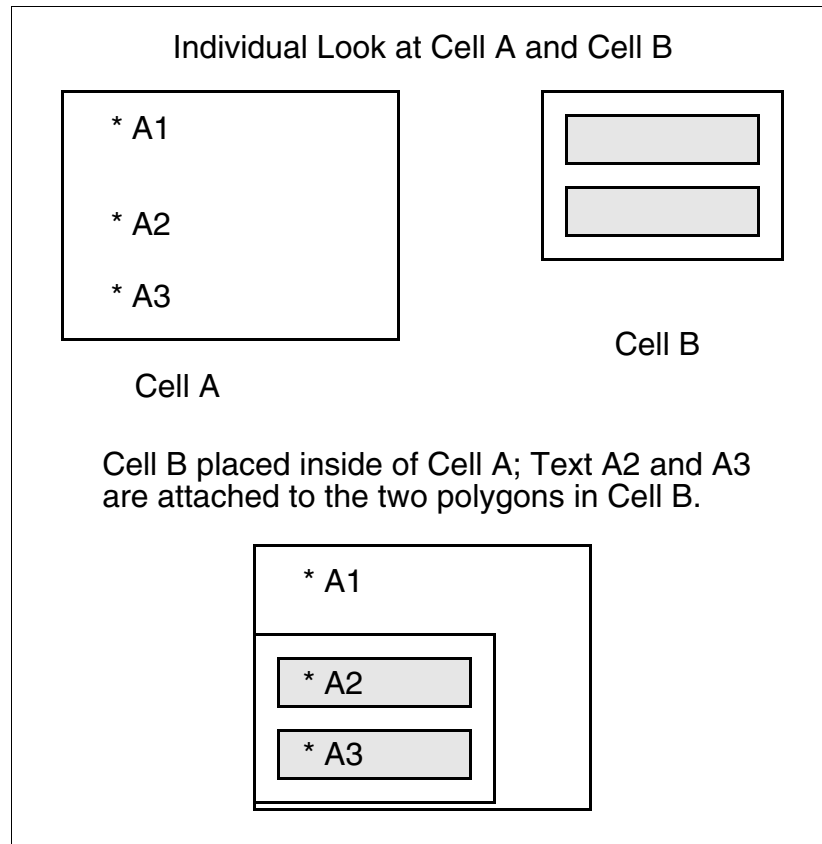 Individual Look at Cell A and Cell B
* A1
* A2
* A3
Cell A
Cell B
Cell B placed inside of Cell A; Text A2 and A3
are attached to the two polygons in Cell B.
* A1
* A2
* A3